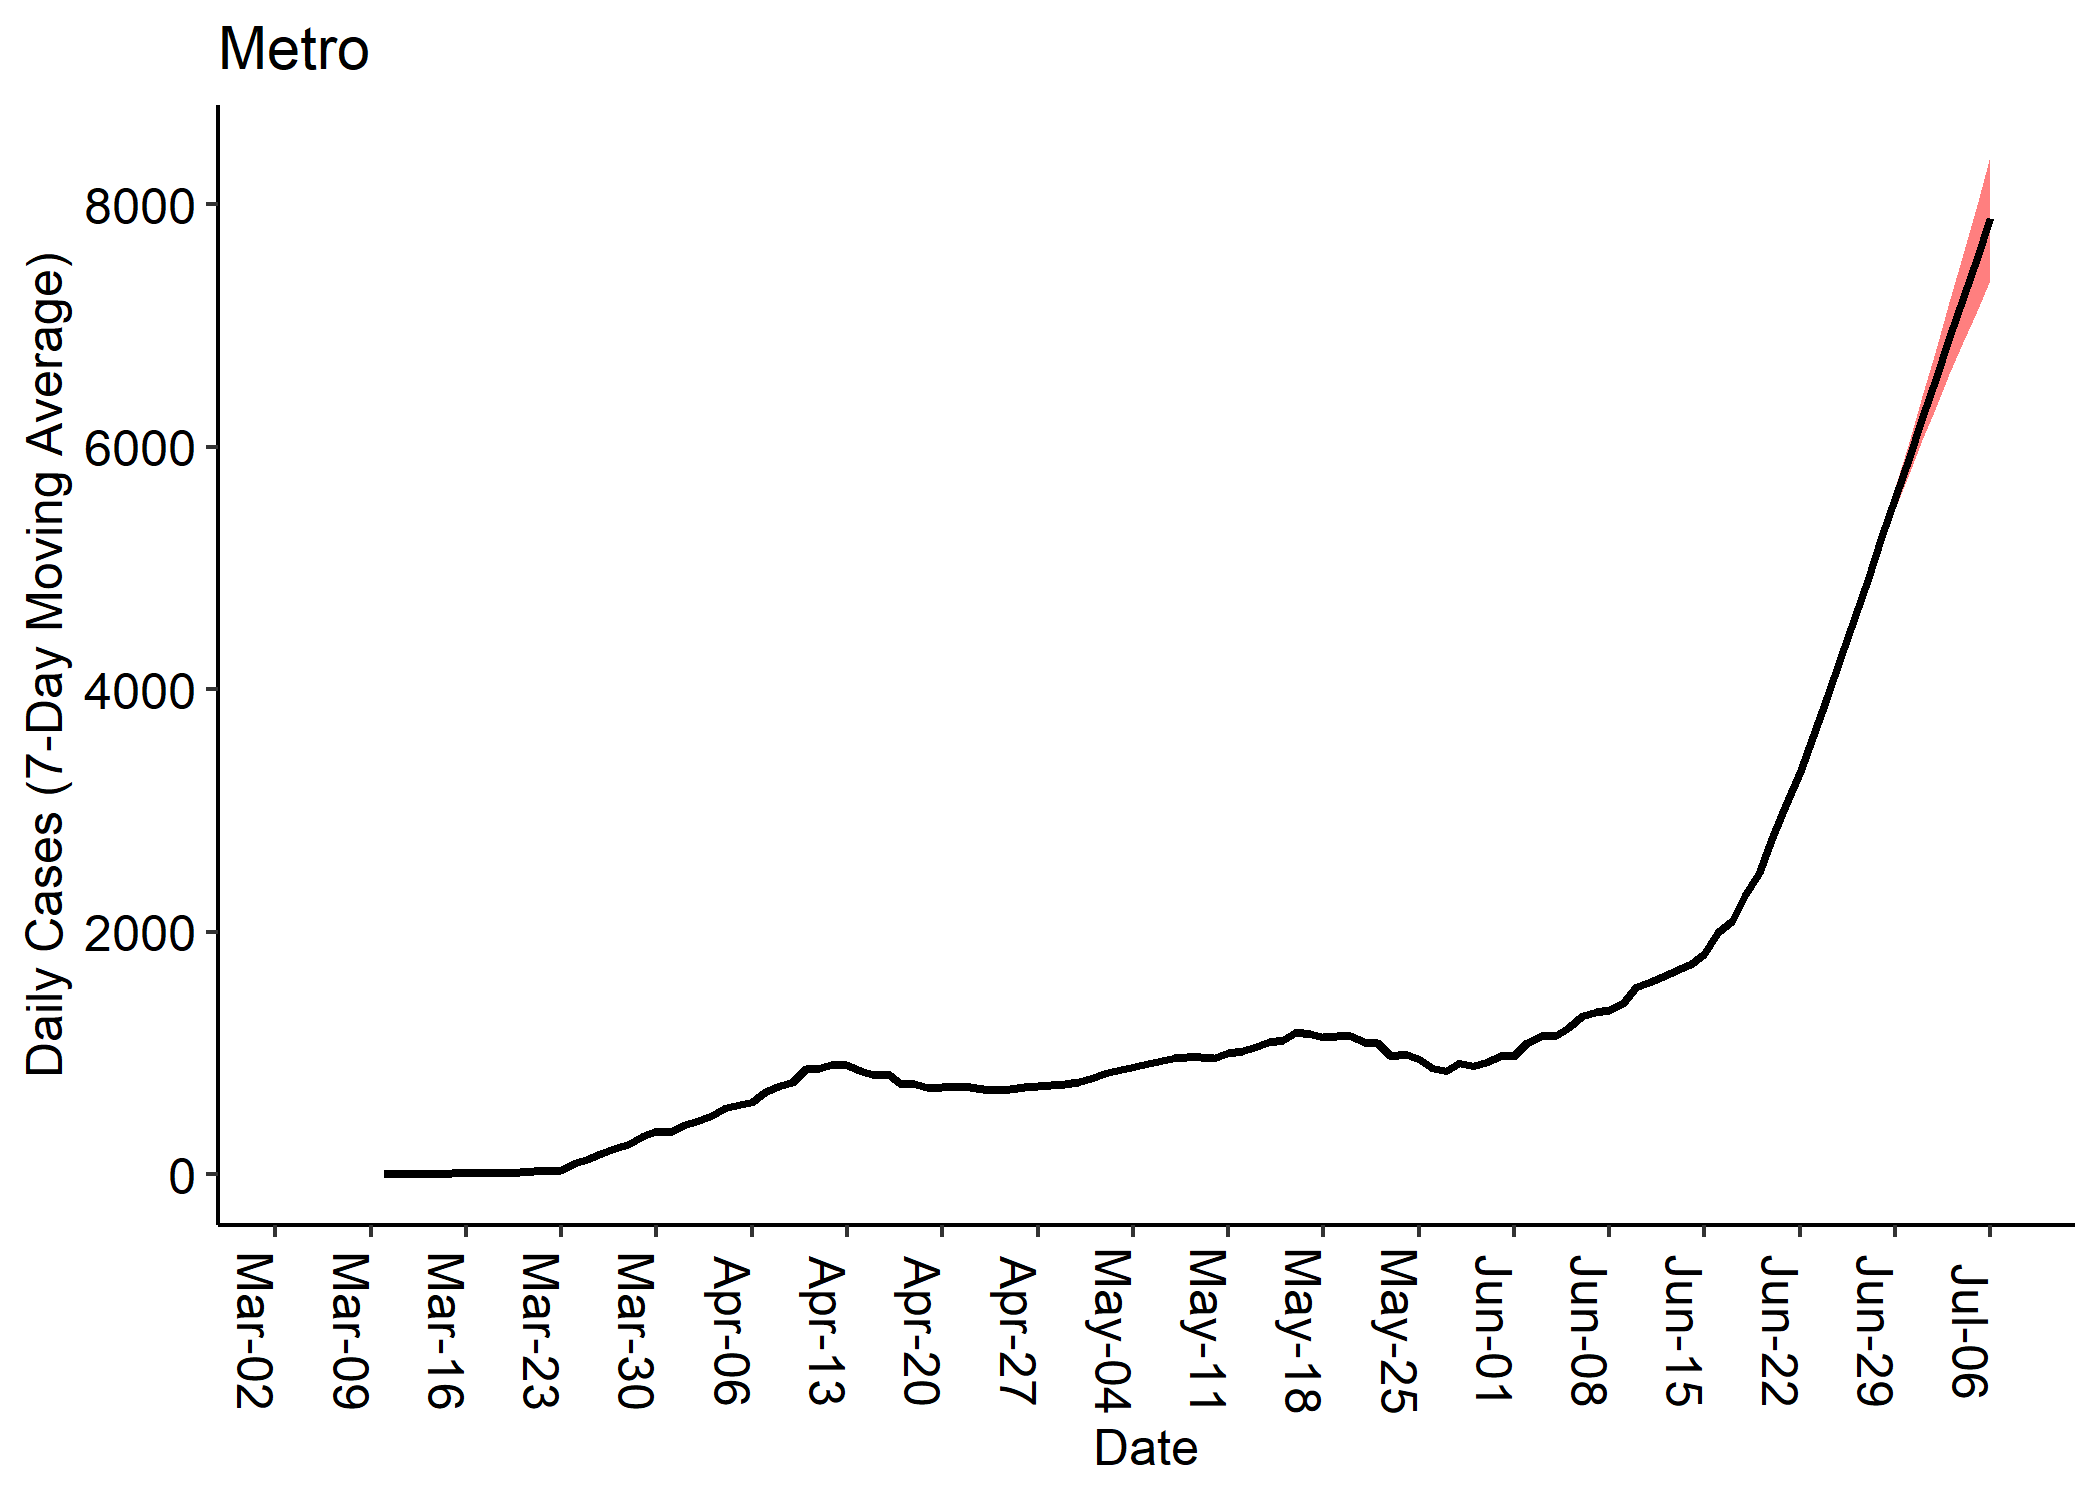 Metro
Daily Cases (7-Day Moving Average)
8000
6000
4000
2000
0
Mar-02
Mar-09
Mar-16
Mar-23
Mar-30
Apr-06
Apr-13
Apr-20
Apr-27
May-04
May-11
May-18
May-25
Jun-01
Jun-08
Jun-15
Jun-22
Jun-29
Jul-06
Date